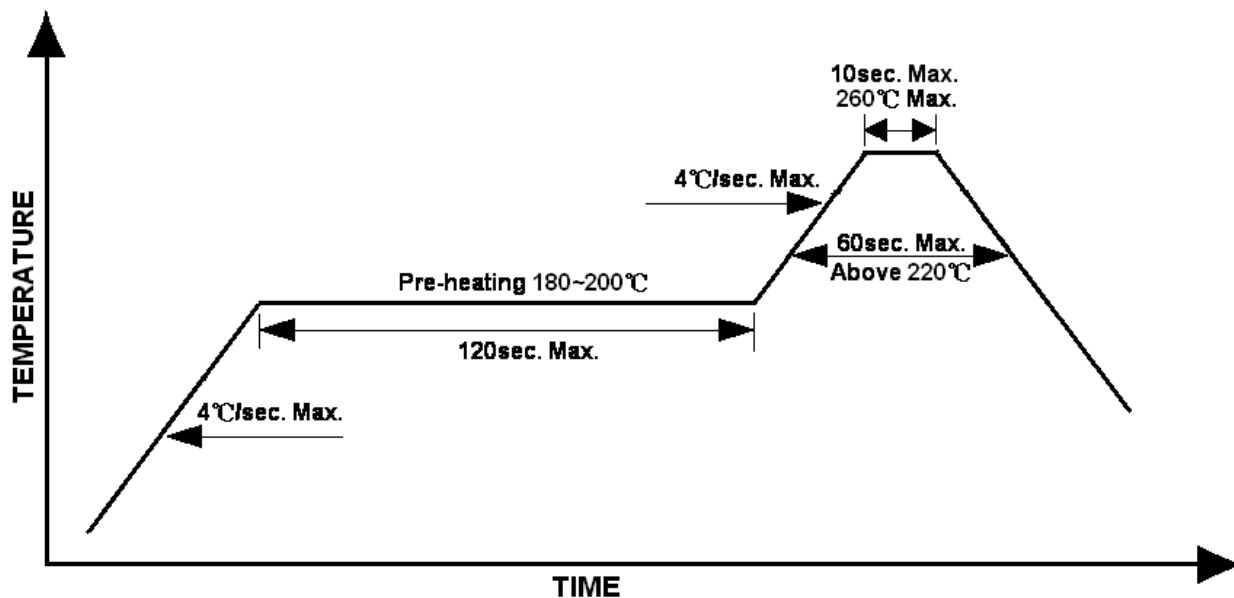 10sec. Max.
260℃ Max.
4℃/sec. Max.
60sec. Max.
Above 220℃
Pre-heating 180~200℃
120sec. Max.
4℃/sec. Max.
TEMPERATURE
TIME